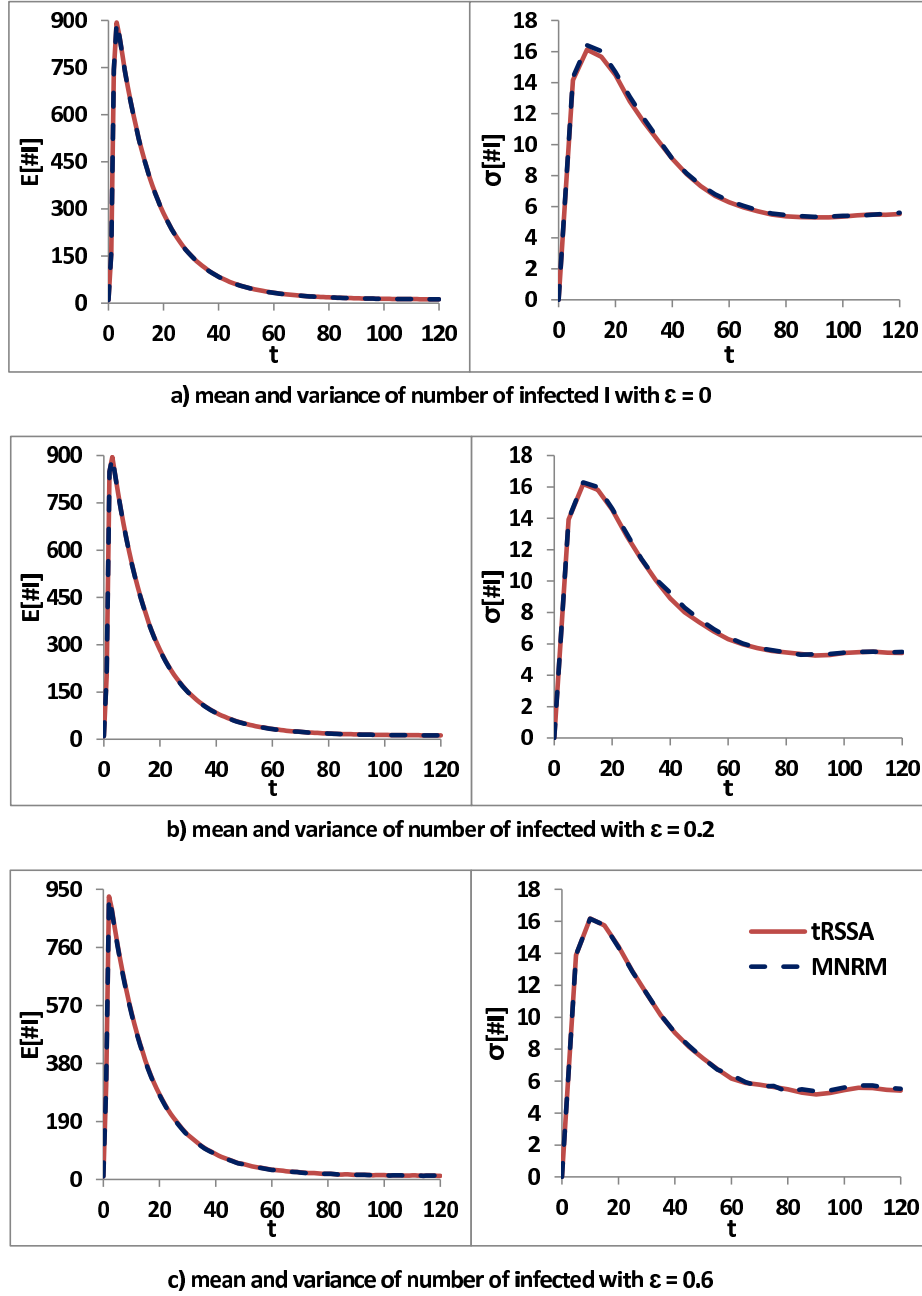 900
750
600
450
300
150
0
E[#I]
0 20 40 60 80 100 120
t
18
16
14
12
10
8
6
4
2
0
σ[#I]
0 20 40 60 80 100 120
t
a) mean and variance of number of infected I with ε = 0
900
750
600
450
300
150
0
E[#I]
0 20 40 60 80 100 120
t
18
16
14
12
10
8
6
4
2
0
σ[#I]
0 20 40 60 80 100 120
t
b) mean and variance of number of infected with ε = 0.2
950
760
570
380
190
0
E[#I]
0 20 40 60 80 100 120
t
18
16
14
12
10
8
6
4
2
0
σ[#I]
0 20 40 60 80 100 120
t
tRSSA
MNRM
c) mean and variance of number of infected with ε = 0.6